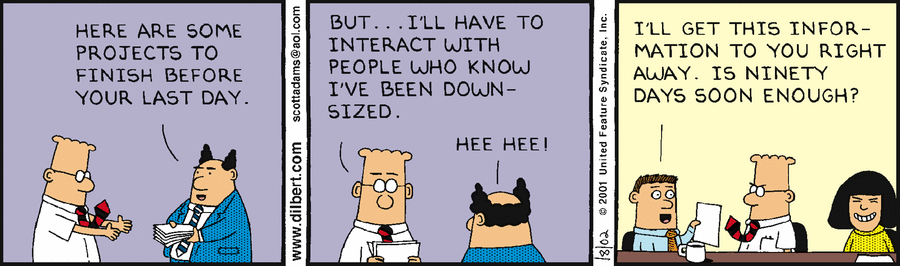 HERE ARE SOME
PROJECTS TO
FINISH BEFORE
YOUR LAST DAY.
www.dilbert.com
scottadams@aol.com
BUT...I'LL HAVE TO
INTERACT WITH
PEOPLE WHO KNOW
I'VE BEEN DOWN-
SIZED.
HEE HEE!
© 2001 United Feature Syndicate, Inc.
I'LL GET THIS INFOR-
MATION TO YOU RIGHT
AWAY. IS NINETY
DAYS SOON ENOUGH?